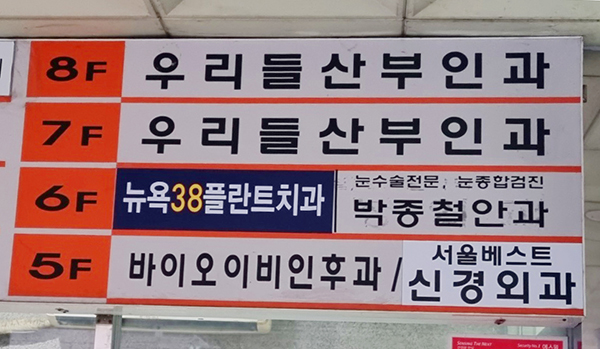 8F 우리들산부인과
7F 우리들산부인과
6F 뉴욕38플란트치과 눈수술전문, 눈종합검진
박종철안과
5F 바이오이비인후과/ 서울베스트
신경외과